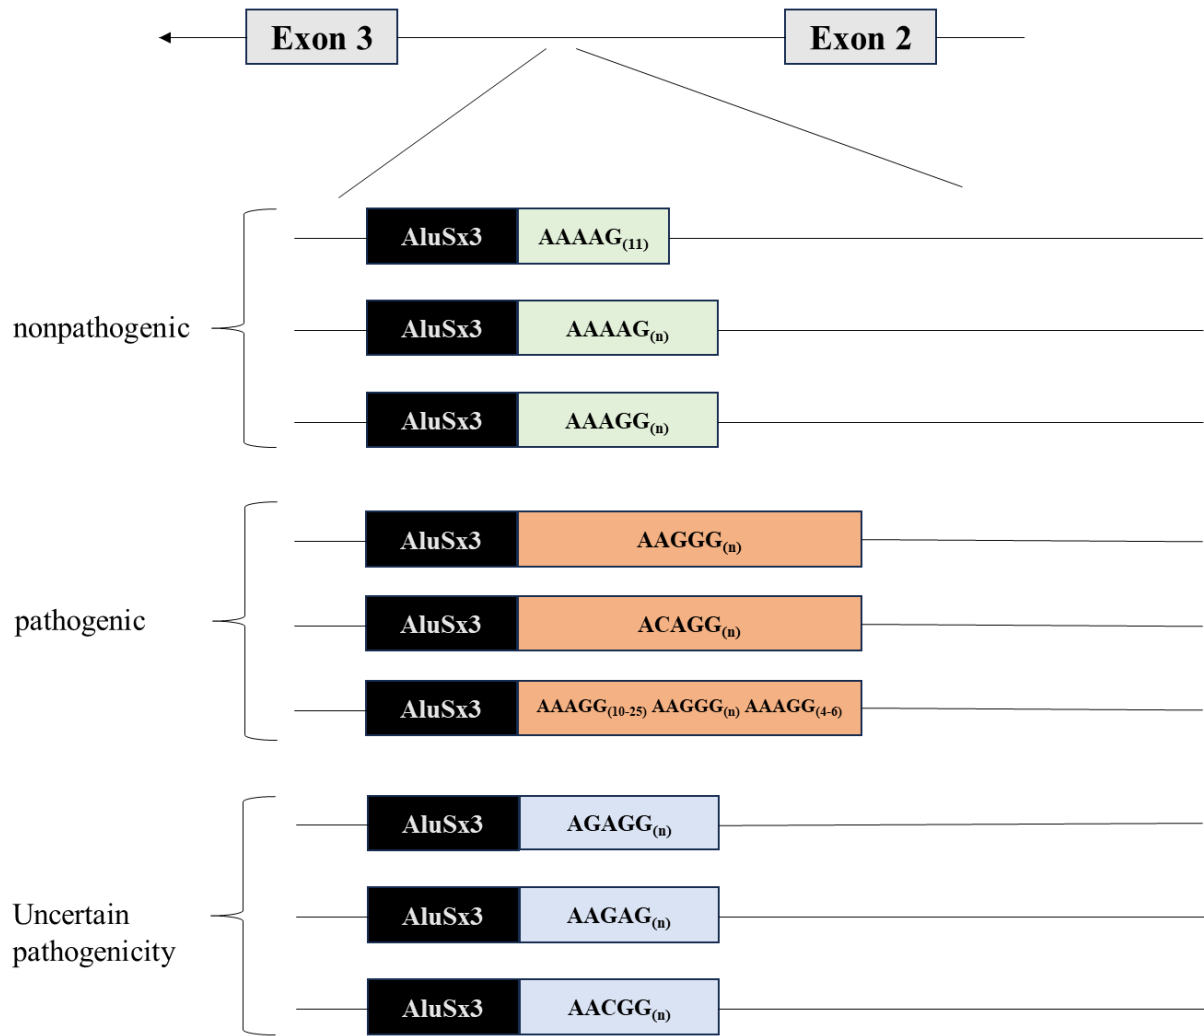 Exon 3 Exon 2
AluSx3 AAAAG(11)
nonpathogenic AluSx3 AAAAG(n)
AluSx3 AAAGG(n)
AluSx3 AAGGG(n)
pathogenic AluSx3 ACAGG(n)
AluSx3 AAAGG(10-25) AAGGG(n) AAAGG(4-6)
AluSx3 AGAGG(n)
Uncertain
pathogenicity
AluSx3 AAGAG(n)
AluSx3 AACGG(n)